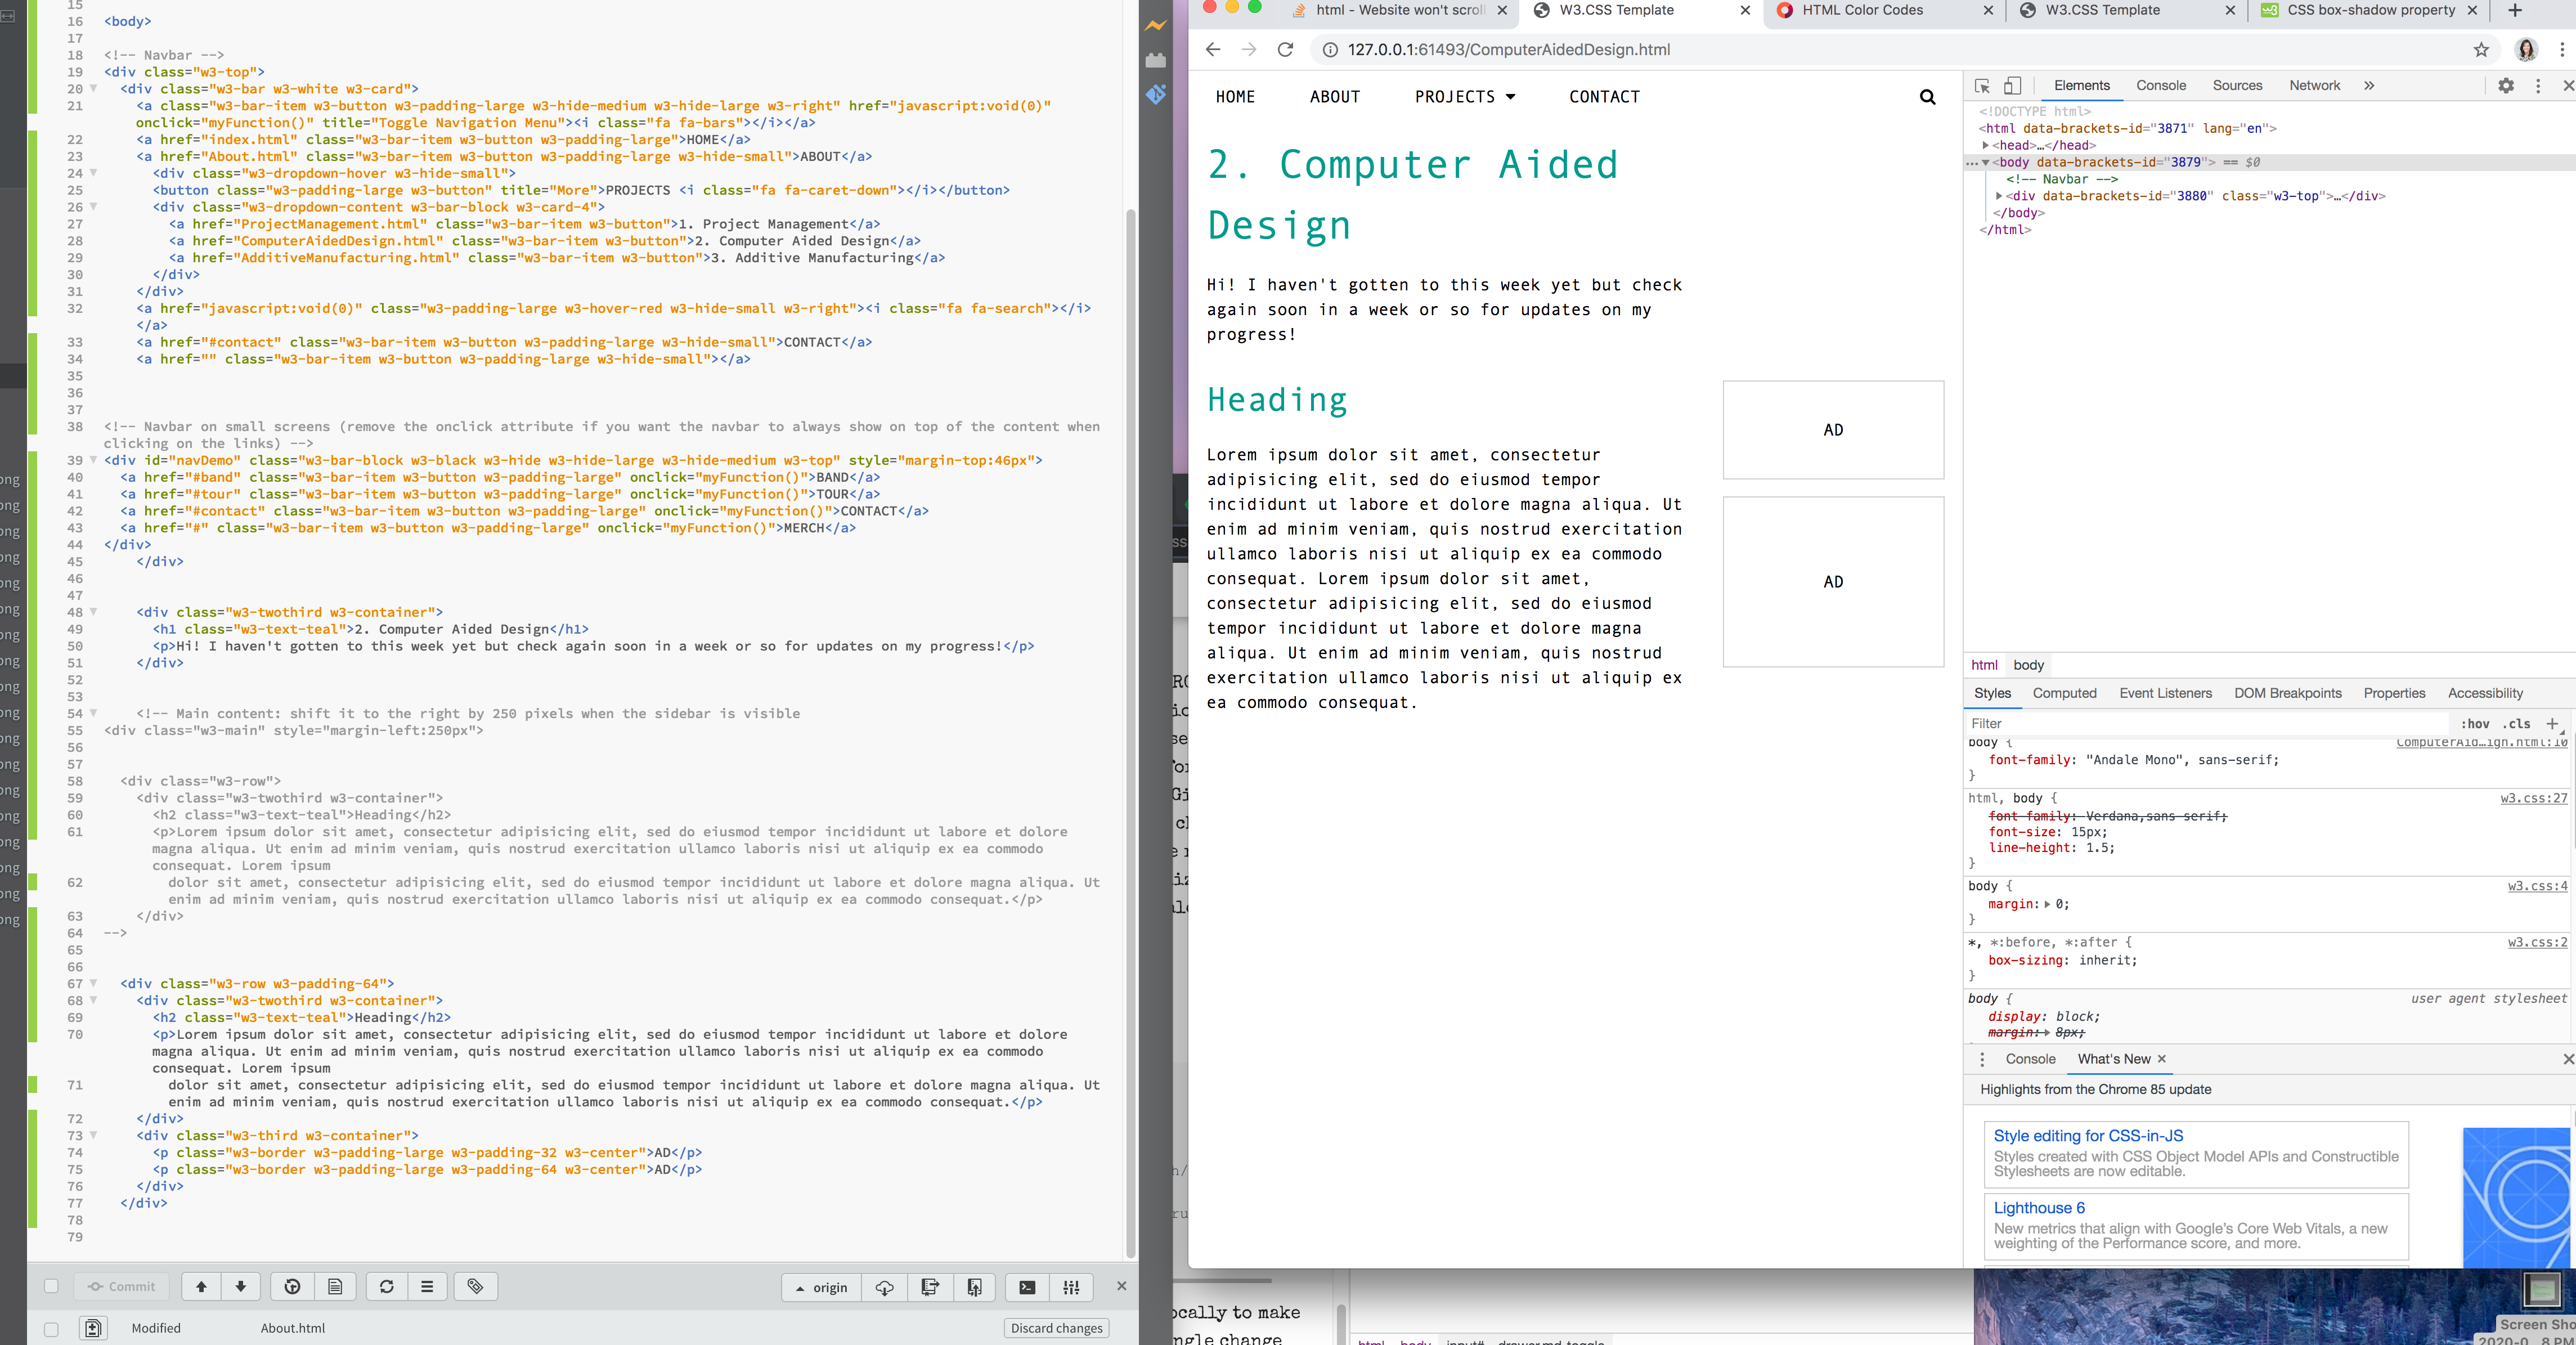 15
16 <body>
17
18 <!-- Navbar -->
19 <div class="w3-top">
20 <div class="w3-bar w3-white w3-card">
21 <a class="w3-bar-item w3-button w3-padding-large w3-hide-medium w3-hide-large w3-right" href="javascript:void(0)"
onclick="myFunction()" title="Toggle Navigation Menu"><i class="fa fa-bars"></i></a>
22 <a href="index.html" class="w3-bar-item w3-button w3-padding-large">HOME</a>
23 <a href="About.html" class="w3-bar-item w3-button w3-padding-large w3-hide-small">ABOUT</a>
24 <div class="w3-dropdown-hover w3-hide-small">
25 <button class="w3-padding-large w3-button" title="More">PROJECTS <i class="fa fa-caret-down"></i></button>
26 <div class="w3-dropdown-content w3-bar-block w3-card-4">
27 <a href="ProjectManagement.html" class="w3-bar-item w3-button">1. Project Management</a>
28 <a href="ComputerAidedDesign.html" class="w3-bar-item w3-button">2. Computer Aided Design</a>
29 <a href="AdditiveManufacturing.html" class="w3-bar-item w3-button">3. Additive Manufacturing</a>
30 </div>
31 </div>
32 <a href="javascript:void(0)" class="w3-padding-large w3-hover-red w3-hide-small w3-right"><i class="fa fa-search"></i>
</a>
33 <a href="#contact" class="w3-bar-item w3-button w3-padding-large w3-hide-small">CONTACT</a>
34 <a href="" class="w3-bar-item w3-button w3-padding-large w3-hide-small"></a>
35
36
37
38 <!-- Navbar on small screens (remove the onclick attribute if you want the navbar to always show on top of the content when
clicking on the links) -->
39 <div id="navDemo" class="w3-bar-block w3-black w3-hide w3-hide-large w3-hide-medium w3-top" style="margin-top:46px">
40 <a href="#band" class="w3-bar-item w3-button w3-padding-large" onclick="myFunction()">BAND</a>
41 <a href="#tour" class="w3-bar-item w3-button w3-padding-large" onclick="myFunction()">TOUR</a>
42 <a href="#contact" class="w3-bar-item w3-button w3-padding-large" onclick="myFunction()">CONTACT</a>
43 <a href="#" class="w3-bar-item w3-button w3-padding-large" onclick="myFunction()">MERCH</a>
44 </div>
45 </div>
46
47
48 <div class="w3-twothird w3-container">
49 <h1 class="w3-text-teal">2. Computer Aided Design</h1>
50 <p>Hi! I haven't gotten to this week yet but check again soon in a week or so for updates on my progress!</p>
51 </div>
52
53
54 <!-- Main content: shift it to the right by 250 pixels when the sidebar is visible
55 <div class="w3-main" style="margin-left:250px">
56
57
58 <div class="w3-row">
59 <div class="w3-twothird w3-container">
60 <h2 class="w3-text-teal">Heading</h2>
61 <p>Lorem ipsum dolor sit amet, consectetur adipisicing elit, sed do eiusmod tempor incididunt ut labore et dolore
magna aliqua. Ut enim ad minim veniam, quis nostrud exercitation ullamco laboris nisi ut aliquip ex ea commodo
consequat. Lorem ipsum
62 dolor sit amet, consectetur adipisicing elit, sed do eiusmod tempor incididunt ut labore et dolore magna aliqua. Ut
enim ad minim veniam, quis nostrud exercitation ullamco laboris nisi ut aliquip ex ea commodo consequat.</p>
63 </div>
64 -->
65
66
67 <div class="w3-row w3-padding-64">
68 <div class="w3-twothird w3-container">
69 <h2 class="w3-text-teal">Heading</h2>
70 <p>Lorem ipsum dolor sit amet, consectetur adipisicing elit, sed do eiusmod tempor incididunt ut labore et dolore
magna aliqua. Ut enim ad minim veniam, quis nostrud exercitation ullamco laboris nisi ut aliquip ex ea commodo
consequat. Lorem ipsum
71 dolor sit amet, consectetur adipisicing elit, sed do eiusmod tempor incididunt ut labore et dolore magna aliqua. Ut
enim ad minim veniam, quis nostrud exercitation ullamco laboris nisi ut aliquip ex ea commodo consequat.</p>
72 </div>
73 <div class="w3-third w3-container">
74 <p class="w3-border w3-padding-large w3-padding-32 w3-center">AD</p>
75 <p class="w3-border w3-padding-large w3-padding-64 w3-center">AD</p>
76 </div>
77 </div>
78
79
Commit origin
Modified About.html Discard changes
html - Website won't scroll W3.CSS Template HTML Color Codes W3.CSS Template CSS box-shadow property
127.0.0.1:61493/ComputerAidedDesign.html
HOME ABOUT PROJECTS CONTACT
2. Computer Aided
Design
Hi! I haven't gotten to this week yet but check
again soon in a week or so for updates on my
progress!
Heading
Lorem ipsum dolor sit amet, consectetur
adipisicing elit, sed do eiusmod tempor
incididunt ut labore et dolore magna aliqua. Ut
enim ad minim veniam, quis nostrud exercitation
ullamco laboris nisi ut aliquip ex ea commodo
consequat. Lorem ipsum dolor sit amet,
consectetur adipisicing elit, sed do eiusmod
tempor incididunt ut labore et dolore magna
aliqua. Ut enim ad minim veniam, quis nostrud
exercitation ullamco laboris nisi ut aliquip ex
ea commodo consequat.
AD
AD
Elements Console Sources Network »
<!DOCTYPE html>
<html data-brackets-id="3871" lang="en">
<head>…</head>
…<body data-brackets-id="3879"> == $0
<!-- Navbar -->
<div data-brackets-id="3880" class="w3-top">…</div>
</body>
</html>
html body
Styles Computed Event Listeners DOM Breakpoints Properties Accessibility
Filter :hov .cls +
body { ComputerAid…ign.html:10
font-family: "Andale Mono", sans-serif;
}
html, body { w3.css:27
font-family: Verdana,sans-serif;
font-size: 15px;
line-height: 1.5;
}
body { w3.css:4
margin: 0;
}
*, *:before, *:after { w3.css:2
box-sizing: inherit;
}
body { user agent stylesheet
display: block;
margin: 8px;
Console What's New
Highlights from the Chrome 85 update
Style editing for CSS-in-JS
Styles created with CSS Object Model APIs and Constructible
Stylesheets are now editable.
Lighthouse 6
New metrics that align with Google's Core Web Vitals, a new
weighting of the Performance score, and more.
to make
change
Screen Sho